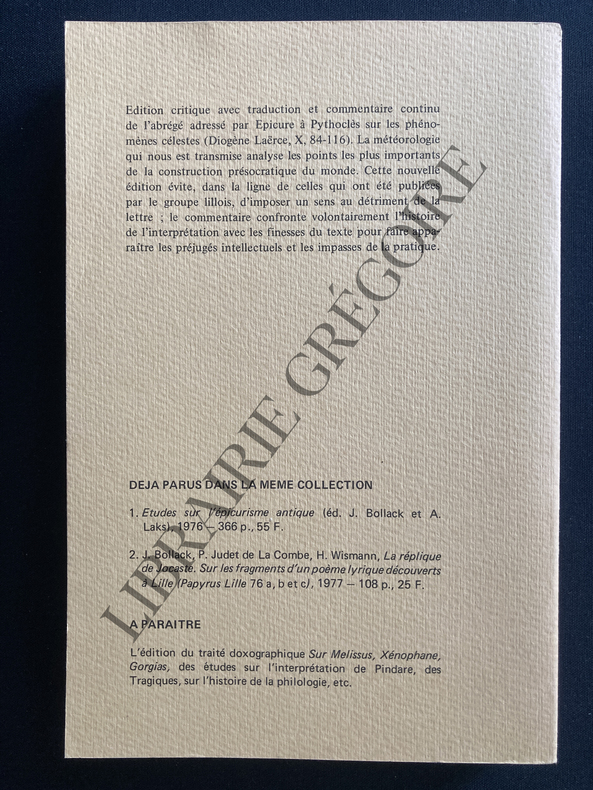 Edition critique avec traduction et commentaire continu
de l'abrégé adressé par Epicure à Pythoclès sur les phéno-
mènes célestes (Diogène Laërce, X, 84-116). La météorologie
qui nous est transmise analyse les points les plus importants
de la construction présocratique du monde. Cette nouvelle
édition évite, dans la ligne de celles qui ont été publiées
par le groupe lillois, d'imposer un sens au détriment de la
lettre ; le commentaire confronte volontairement l'histoire
de l'interprétation avec les finesses du texte pour faire appa-
raître les préjugés intellectuels et les impasses de la pratique.
LIBRAIRIE GRÉGOIRE
DEJA PARUS DANS LA MEME COLLECTION
1. Etudes sur l'épicurisme antique (éd. J. Bollack et A.
Laks), 1976 – 366 p., 55 F.
2. J. Bollack, P. Judet de La Combe, H. Wismann, La réplique
de Jocaste. Sur les fragments d'un poème lyrique découverts
à Lille (Papyrus Lille 76 a, b et c), 1977 – 108 p., 25 F.
A PARAITRE
L'édition du traité doxographique Sur Melissus, Xénophane,
Gorgias, des études sur l'interprétation de Pindare, des
Tragiques, sur l'histoire de la philologie, etc.